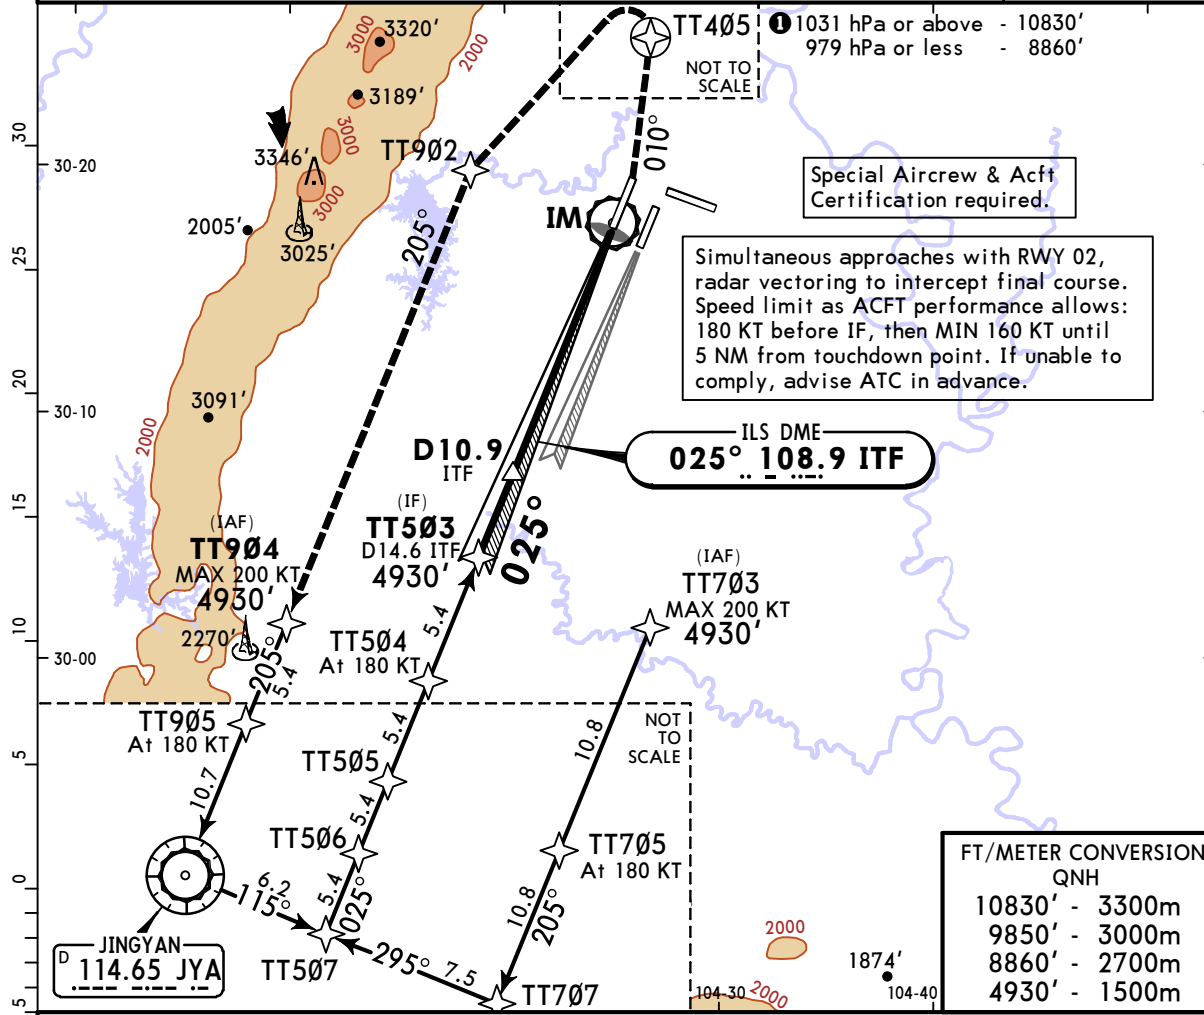 3000
3320'
2000
TT4Ø5
NOT TO
SCALE
❶ 1031 hPa or above - 10830'
979 hPa or less - 8860'
3189'
3000
30
30-20
3346'
TT9Ø2
010°
Special Aircrew & Acft
Certification required.
3000
2005'
3025'
205°
IM
25
Simultaneous approaches with RWY 02,
radar vectoring to intercept final course.
Speed limit as ACFT performance allows:
180 KT before IF, then MIN 160 KT until
5 NM from touchdown point. If unable to
comply, advise ATC in advance.
20
30-10
3091'
2000
D10.9
ITF
ILS DME
025° 108.9 ITF
15
(IAF)
TT9Ø4
MAX 200 KT
4930'
(IF)
TT5Ø3
D14.6 ITF
4930'
025°
(IAF)
TT7Ø3
MAX 200 KT
4930'
10
30-00
2270'
205°
5.4
5.4
TT5Ø4
At 180 KT
TT9Ø5
At 180 KT
NOT
TO
SCALE
5
10.7
5.4
TT5Ø5
10.8
5.4
TT5Ø6
TT7Ø5
At 180 KT
0
6.2
115°
5.4
025°
10.8
205°
JINGYAN
D 114.65 JYA
TT5Ø7
295°
7.5
TT7Ø7
5
2000
1874'
104-30
2000
104-40
FT/METER CONVERSION
QNH
10830' - 3300m
9850' - 3000m
8860' - 2700m
4930' - 1500m